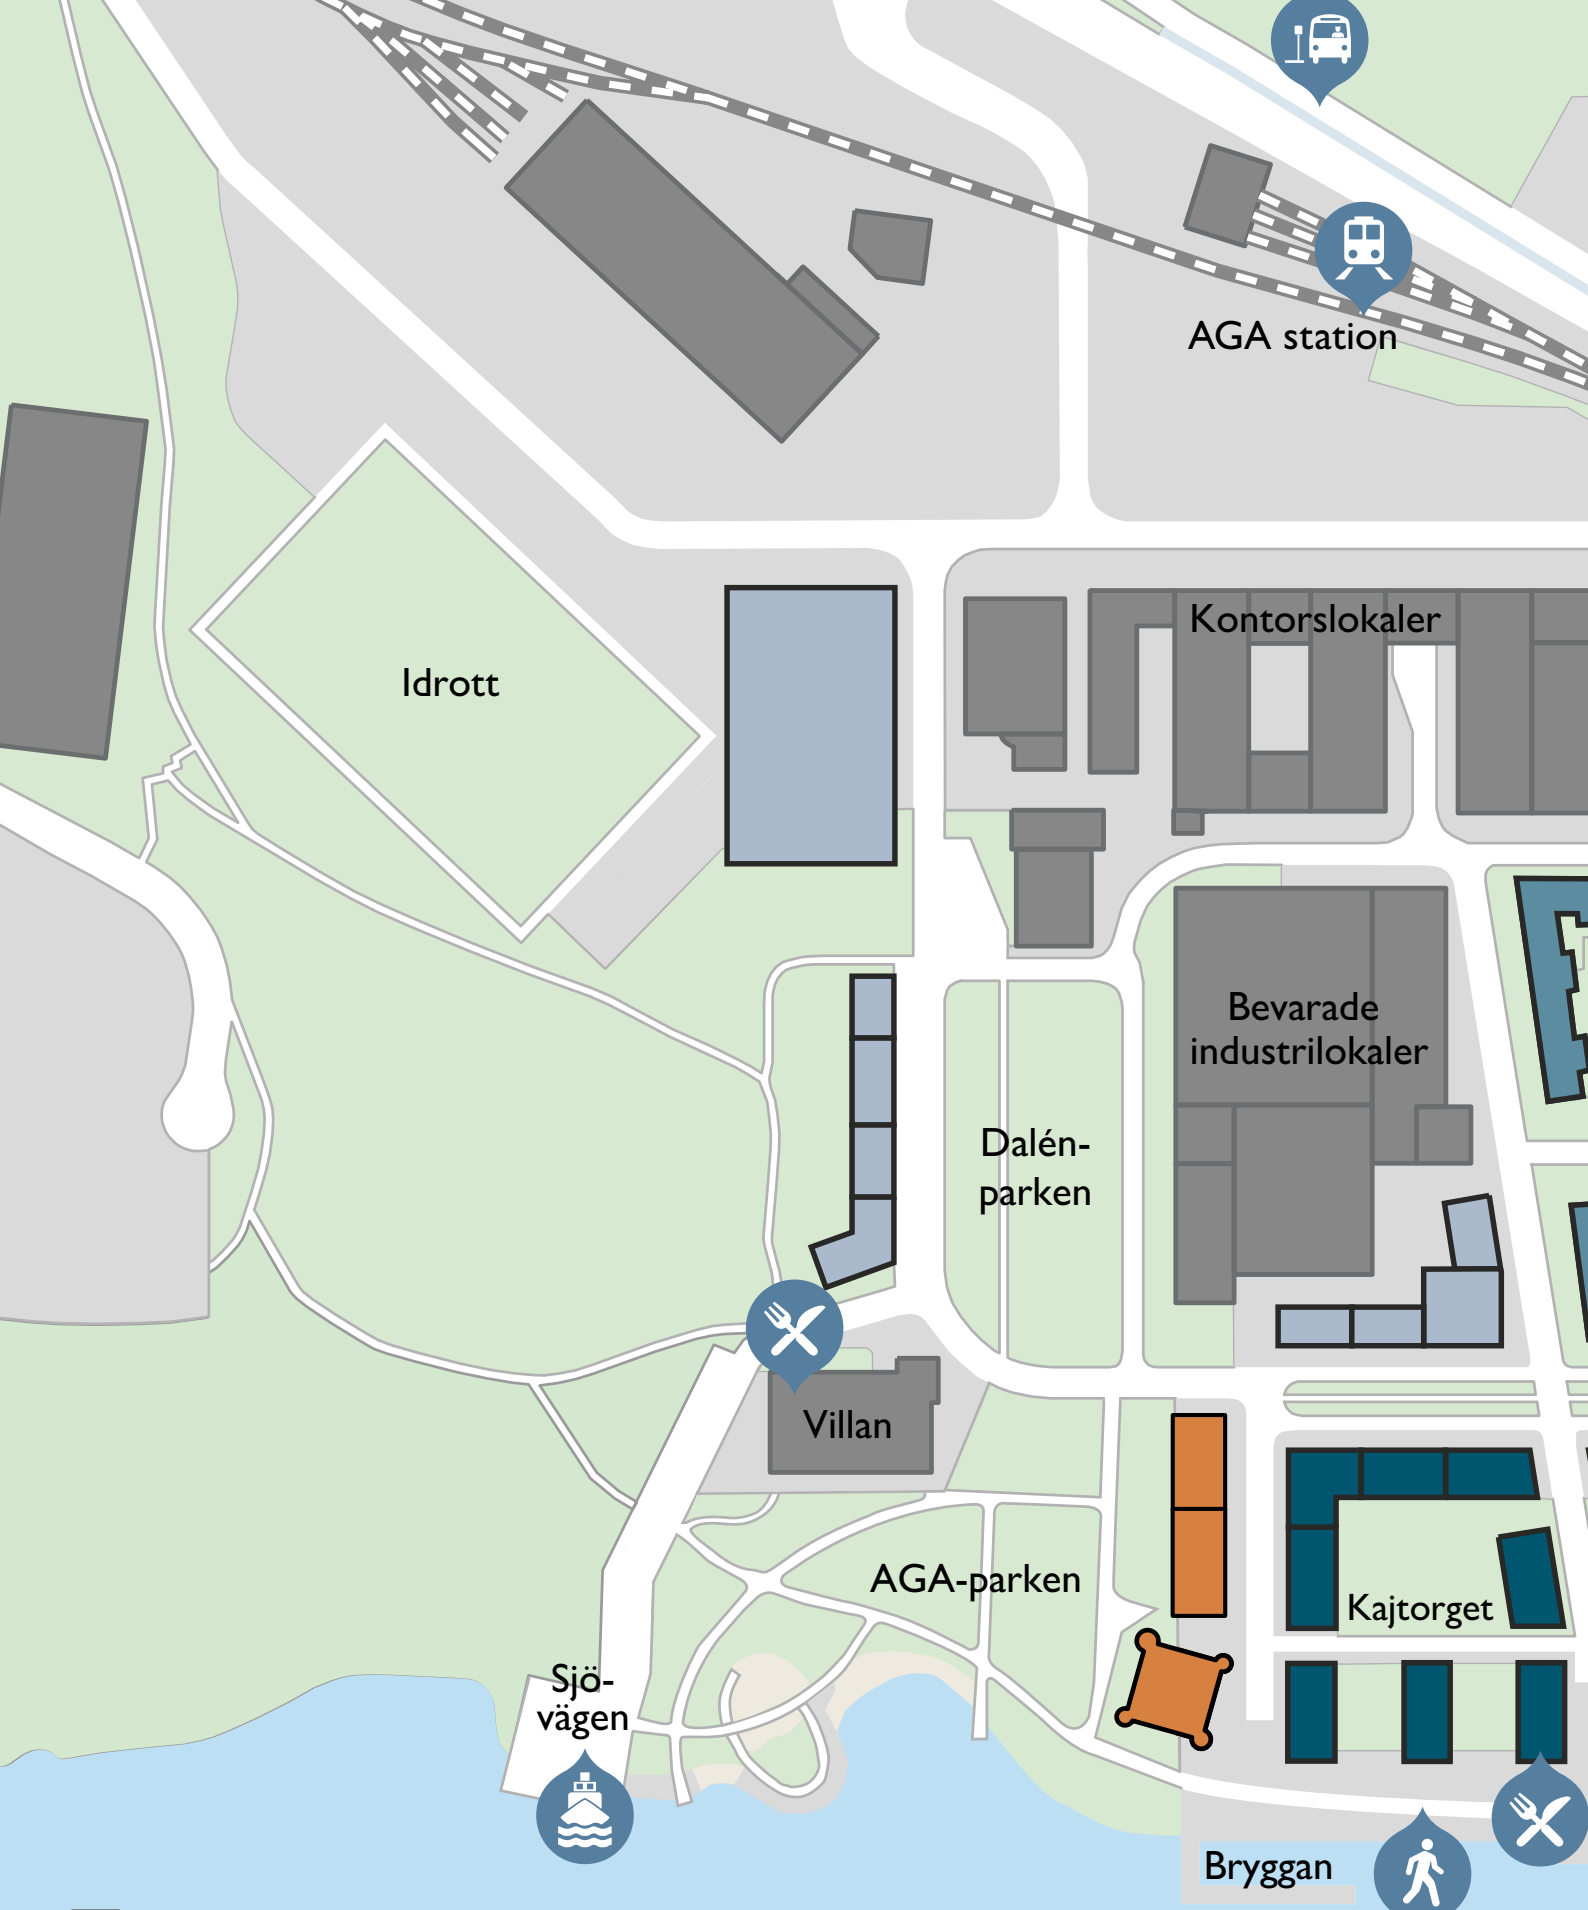 AGA station
Kontorslokaler
Idrott
Bevarade
industrilokaler
Dalén-
parken
Villan
AGA-parken
Kajtorget
Sjö-
vägen
Bryggan